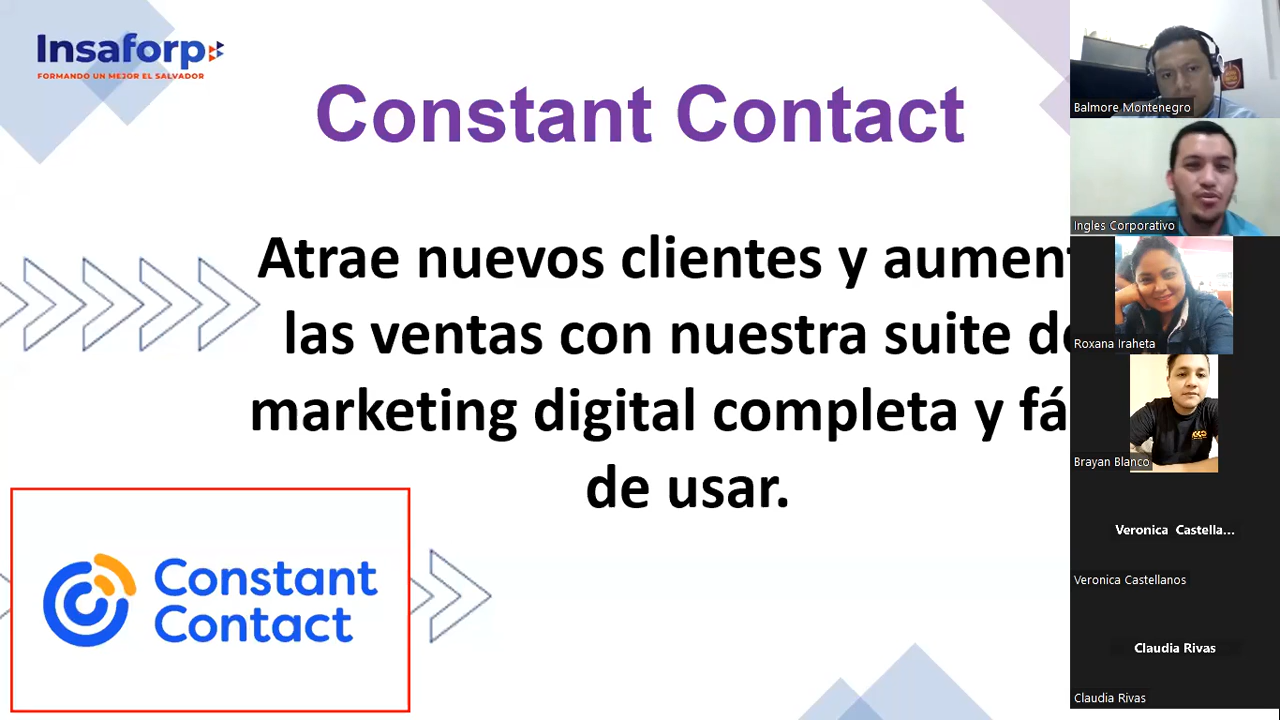 Insaforp
FORMANDO UN MEJOR EL SALVADOR
Constant Contact
Atrae nuevos clientes y aument
las ventas con nuestra suite de
marketing digital completa y fá
de usar.
Constant
Contact
Balmore Montenegro
Ingles Corporativo
Roxana Iraheta
Brayan Blanco
Veronica Castella...
Veronica Castellanos
Claudia Rivas
Claudia Rivas